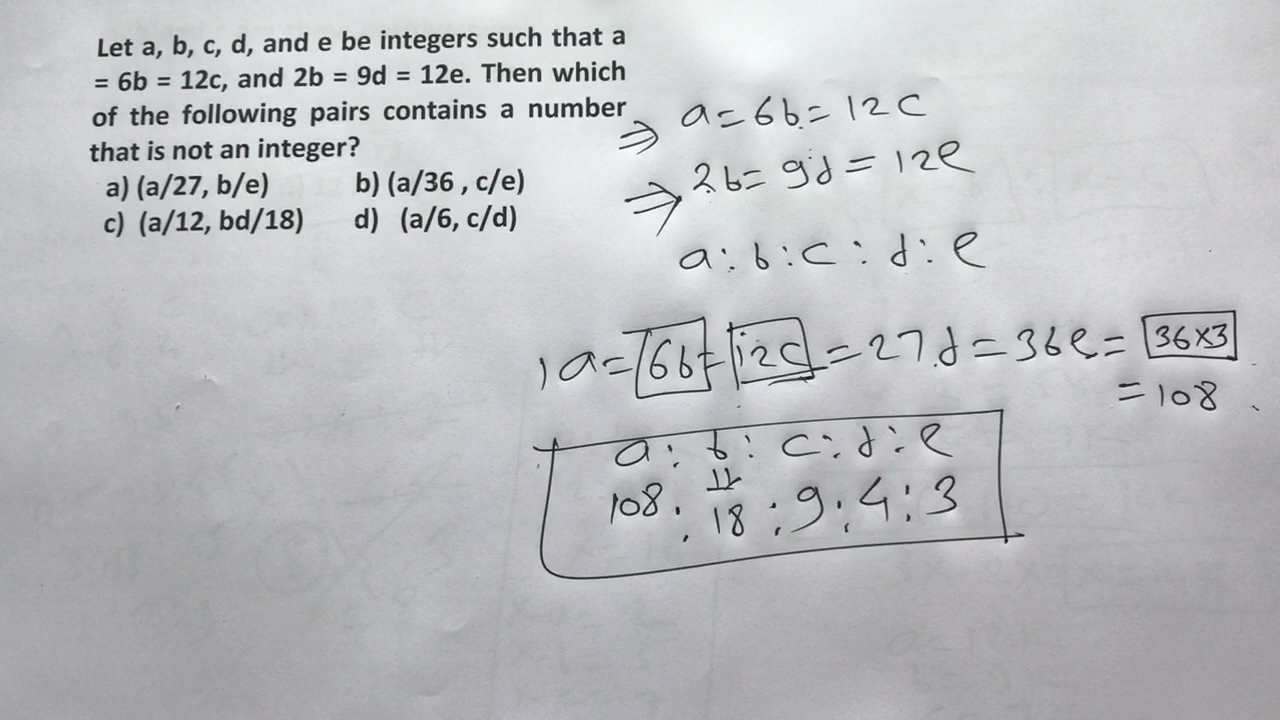 Let a, b, c, d, and e be integers such that a
= 6b = 12c, and 2b = 9d = 12e. Then which
of the following pairs contains a number
that is not an integer?
a) (a/27, b/e) b) (a/36 , c/e)
c) (a/12, bd/18) d) (a/6, c/d)
⇒ a = 6b = 12c
⇒ 2b = 9d = 12e
a : b : c : d : e
1a = 6b = 12c = 27d = 36e = 36×3
= 108
a : b : c : d : e
108 : 18 : 9 : 4 : 3